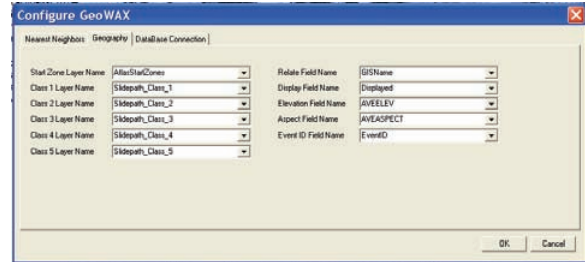 Configure GeoWAX
Nearest Neighbors Geography DataBase Connection
Start Zone Layer Name AtlasStartZones Relate Field Name GISName
Class 1 Layer Name Slidepath_Class_1 Display Field Name Displayed
Class 2 Layer Name Slidepath_Class_2 Elevation Field Name AVEELEV
Class 3 Layer Name Slidepath_Class_3 Aspect Field Name AVEASPECT
Class 4 Layer Name Slidepath_Class_4 Event ID Field Name EventID
Class 5 Layer Name Slidepath_Class_5
OK Cancel